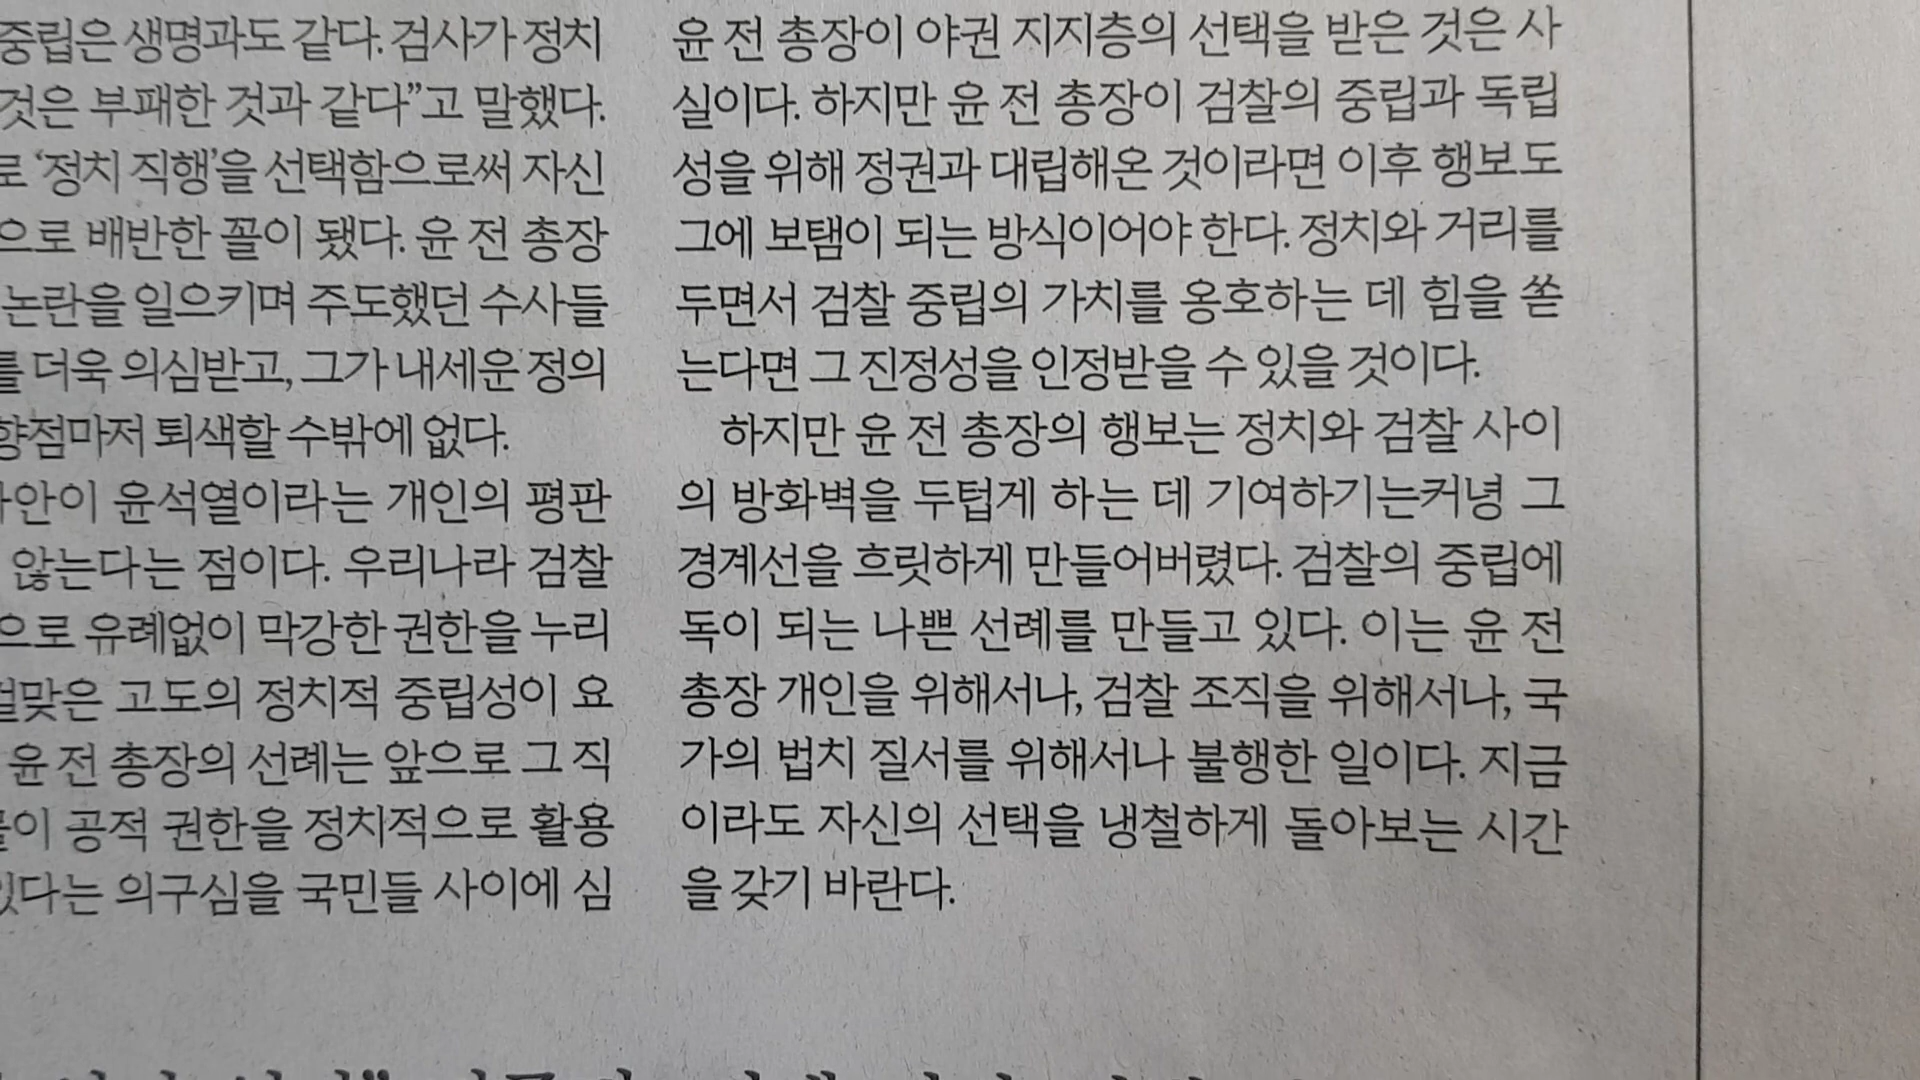 중립은 생명과도 같다. 검사가 정치
것은 부패한 것과 같다”고 말했다.
로 ‘정치 직행’을 선택함으로써 자신
으로 배반한 꼴이 됐다. 윤 전 총장
논란을 일으키며 주도했던 수사들
를 더욱 의심받고, 그가 내세운 정의
향점마저 퇴색할 수밖에 없다.
윤석열이라는 개인의 평판
않는다는 점이다. 우리나라 검찰
으로 유례없이 막강한 권한을 누리
걸맞은 고도의 정치적 중립성이 요
윤 전 총장의 선례는 앞으로 그 직
공적 권한을 정치적으로 활용
있다는 의구심을 국민들 사이에 심
윤 전 총장이 야권 지지층의 선택을 받은 것은 사
실이다. 하지만 윤 전 총장이 검찰의 중립과 독립
성을 위해 정권과 대립해온 것이라면 이후 행보도
그에 보탬이 되는 방식이어야 한다. 정치와 거리를
두면서 검찰 중립의 가치를 옹호하는 데 힘을 쏟
는다면 그 진정성을 인정받을 수 있을 것이다.
하지만 윤 전 총장의 행보는 정치와 검찰 사이
의 방화벽을 두텁게 하는 데 기여하기는커녕 그
경계선을 흐릿하게 만들어버렸다. 검찰의 중립에
독이 되는 나쁜 선례를 만들고 있다. 이는 윤 전
총장 개인을 위해서나, 검찰 조직을 위해서나, 국
가의 법치 질서를 위해서나 불행한 일이다. 지금
이라도 자신의 선택을 냉철하게 돌아보는 시간
을 갖기 바란다.